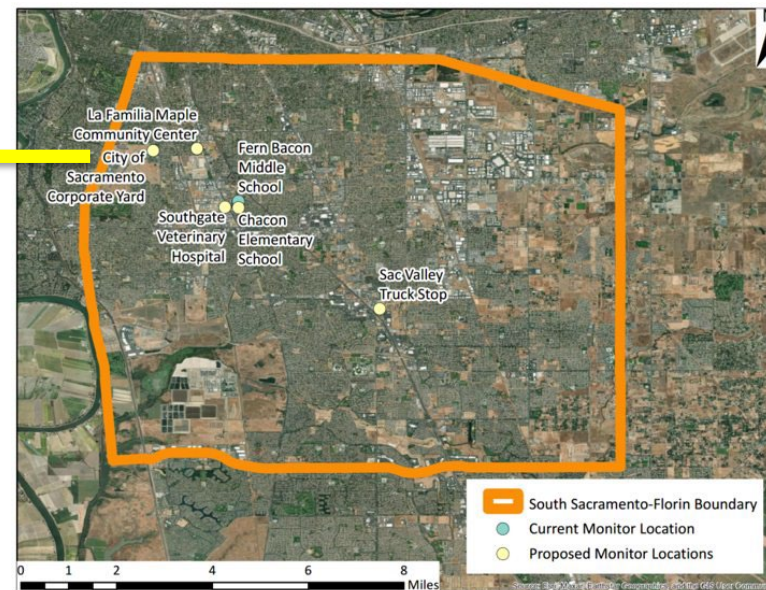 La Familia Maple
Community Center
City of
Sacramento
Corporate Yard
Fern Bacon
Middle
School
Southgate
Veterinary
Hospital
Chacon
Elementary
School
Sac Valley
Truck Stop
South Sacramento-Florin Boundary
Current Monitor Location
Proposed Monitor Locations
0 1 2 4 6 8
Miles